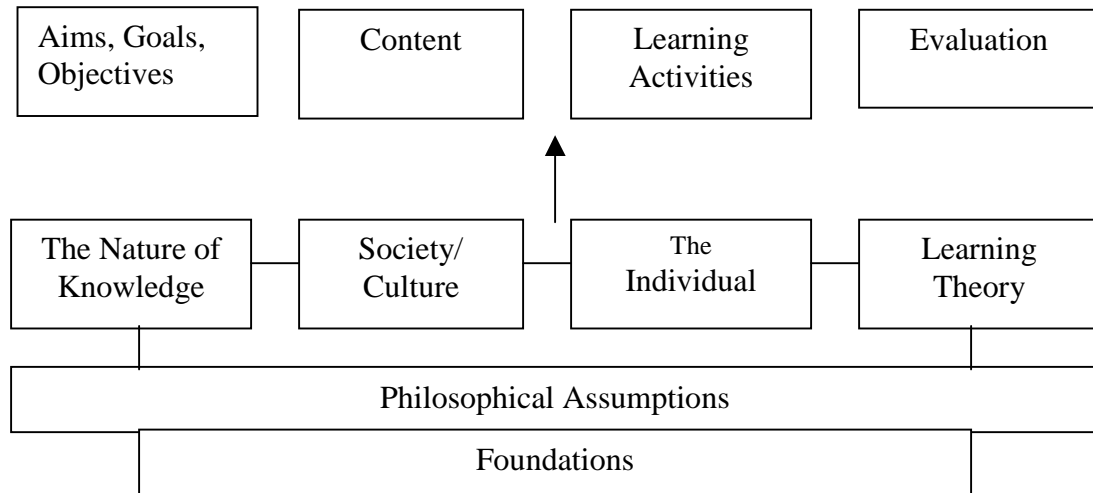 Aims, Goals,
Objectives
Content
Learning
Activities
Evaluation
The Nature of
Knowledge
Society/
Culture
The
Individual
Learning
Theory
Philosophical Assumptions
Foundations